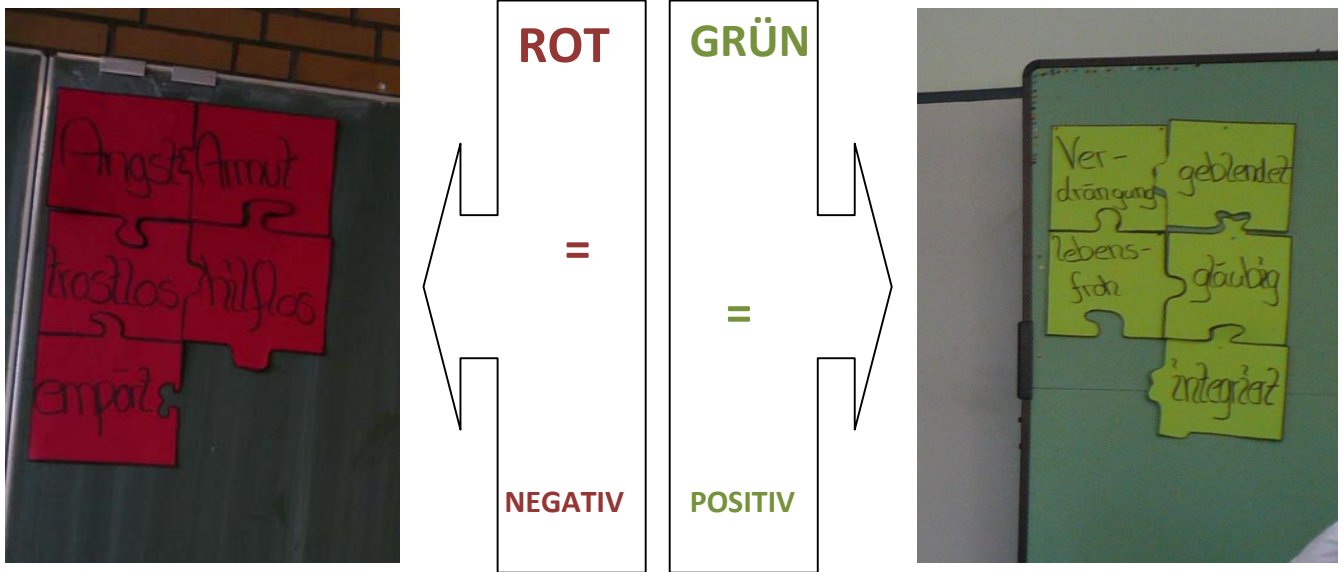 Angst
Armut
trostlos
hilflos
empört
ROT
=
NEGATIV
GRÜN
=
POSITIV
Ver-
drängung
geblendet
lebens-
froh
gläubig
integriert